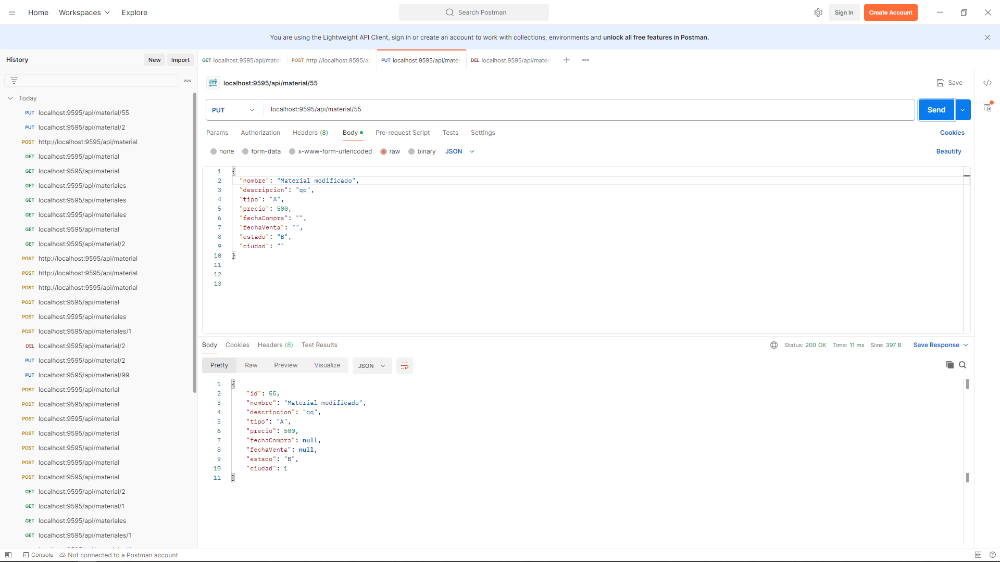 Home Workspaces Explore Search Postman Sign In Create Account
You are using the Lightweight API Client, sign in or create an account to work with collections, environments and unlock all free features in Postman.
History New Import
Today
PUT localhost:9595/api/material/55
PUT localhost:9595/api/material/2
POST http://localhost:9595/api/material
GET localhost:9595/api/material
GET localhost:9595/api/material
GET localhost:9595/api/materiales
GET localhost:9595/api/materiales
GET localhost:9595/api/materiales
GET localhost:9595/api/material
GET localhost:9595/api/material/2
POST http://localhost:9595/api/material
POST http://localhost:9595/api/material
POST http://localhost:9595/api/material
POST localhost:9595/api/material
POST localhost:9595/api/materiales
POST localhost:9595/api/materiales/1
DEL localhost:9595/api/material/2
PUT localhost:9595/api/material/2
PUT localhost:9595/api/material/99
POST localhost:9595/api/material
POST localhost:9595/api/material
POST localhost:9595/api/material
POST localhost:9595/api/material
POST localhost:9595/api/material
POST localhost:9595/api/material
POST localhost:9595/api/material
GET localhost:9595/api/material/2
GET localhost:9595/api/material/1
GET localhost:9595/api/materiales
GET localhost:9595/api/materiales/1
GET localhost:9595/api/mater POST http://localhost:9595/ap PUT localhost:9595/api/mater DEL localhost:9595/api/mater
HTTP localhost:9595/api/material/55 Save
PUT localhost:9595/api/material/55 Send
Params Authorization Headers (8) Body Pre-request Script Tests Settings Cookies
none form-data x-www-form-urlencoded raw binary JSON Beautify
1 {
2 "nombre": "Material modificado",
3 "descripcion": "qq",
4 "tipo": "A",
5 "precio": 500,
6 "fechaCompra": "",
7 "fechaVenta": "",
8 "estado": "B",
9 "ciudad": ""
10 }
11
12
13
Body Cookies Headers (8) Test Results Status: 200 OK Time: 11 ms Size: 397 B Save Response
Pretty Raw Preview Visualize JSON
1 {
2 "id": 55,
3 "nombre": "Material modificado",
4 "descripcion": "qq",
5 "tipo": "A",
6 "precio": 500,
7 "fechaCompra": null,
8 "fechaVenta": null,
9 "estado": "B",
10 "ciudad": 1
11 }
Console Not connected to a Postman account